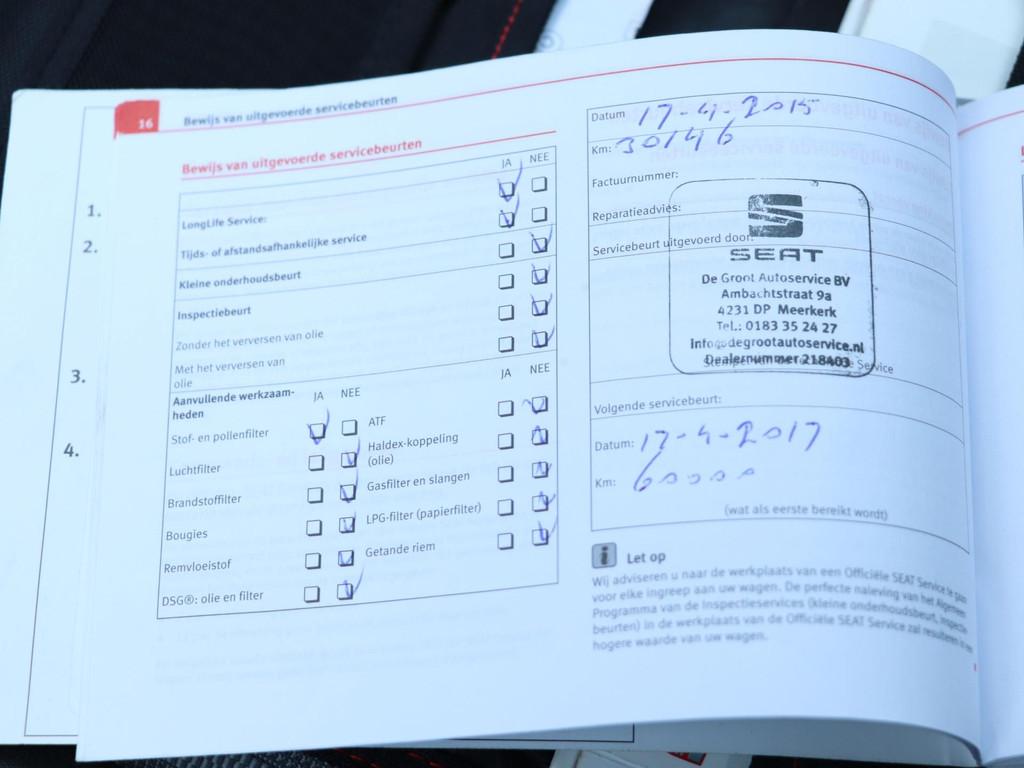 1.
2.
3.
4.
16
Bewijs van uitgevoerde servicebeurten
Bewijs van uitgevoerde servicebeurten
JA NEE
LongLife Service:
Tijds- of afstandsafhankelijke service
Kleine onderhoudsbeurt
Inspectiebeurt
Zonder het verversen van olie
Met het verversen van
olie
Aanvullende werkzaam-
heden
JA NEE
JA NEE
Stof- en pollenfilter
Luchtfilter
Brandstoffilter
Bougies
Remvloeistof
DSG®: olie en filter
ATF
Haldex-koppeling
(olie)
Gasfilter en slangen
LPG-filter (papierfilter)
Getande riem
Datum 17-4-2015
Km: 30146
Factuurnummer:
Reparatieadvies:
Servicebeurt uitgevoerd door:
SEAT
De Groot Autoservice BV
Ambachtstraat 9a
4231 DP Meerkerk
Tel.: 0183 35 24 27
Info@degrootautoservice.nl
Dealernummer 218403
Service
Volgende servicebeurt:
Datum: 17-4-2017
Km: 60000
(wat als eerste bereikt wordt)
i Let op
Wij adviseren u naar de werkplaats van een Officiële SEAT Service te gaan
voor elke ingreep aan uw wagen. De perfecte naleving van het Algemeen
Programma van de Inspectieservices (kleine onderhoudsbeurt, inspectie
beurten) in de werkplaats van de Officiële SEAT Service zal resulteren in een
hogere waarde van uw wagen.